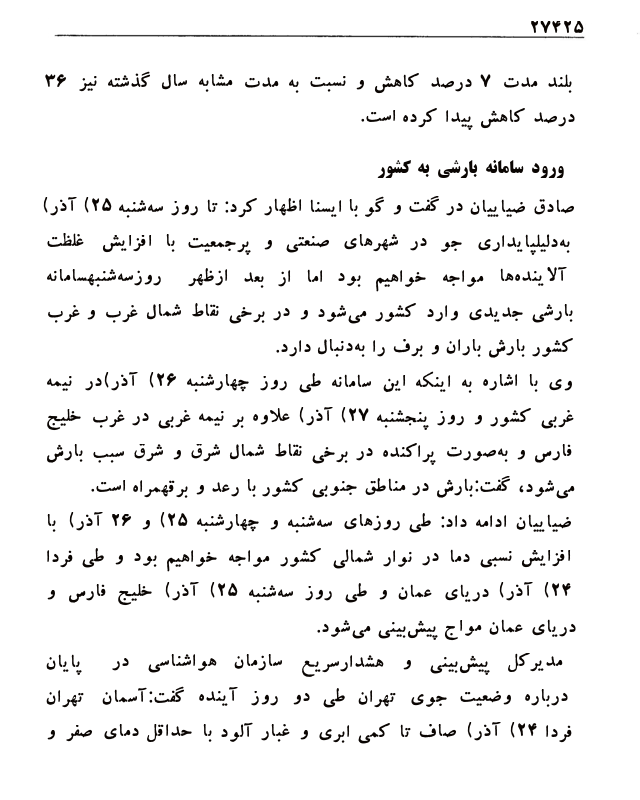 ۲۷۴۲۵
بلند مدت ۷ درصد کاهش و نسبت به مدت مشابه سال گذشته نیز ۳۶
درصد کاهش پیدا کرده است.
ورود سامانه بارشی به کشور
صادق ضیاییان در گفت و گو با ایسنا اظهار کرد: تا روز سه‌شنبه ۲۵) آذر)
به‌دلیلپایداری جو در شهرهای صنعتی و پرجمعیت با افزایش غلظت
آلاینده‌ها مواجه خواهیم بود اما از بعد ازظهر روزسه‌شنبهسامانه
بارشی جدیدی وارد کشور می‌شود و در برخی نقاط شمال غرب و غرب
کشور بارش باران و برف را به‌دنبال دارد.
وی با اشاره به اینکه این سامانه طی روز چهارشنبه ۲۶) آذر)در نیمه
غربی کشور و روز پنجشنبه ۲۷) آذر) علاوه بر نیمه غربی در غرب خلیج
فارس و به‌صورت پراکنده در برخی نقاط شمال شرق و شرق سبب بارش
می‌شود، گفت:بارش در مناطق جنوبی کشور با رعد و برقهمراه است.
ضیاییان ادامه داد: طی روزهای سه‌شنبه و چهارشنبه ۲۵) و ۲۶ آذر) با
افزایش نسبی دما در نوار شمالی کشور مواجه خواهیم بود و طی فردا
۲۴) آذر) دریای عمان و طی روز سه‌شنبه ۲۵) آذر) خلیج فارس و
دریای عمان مواج پیش‌بینی می‌شود.
مدیرکل پیش‌بینی و هشدارسریع سازمان هواشناسی در پایان
درباره وضعیت جوی تهران طی دو روز آینده گفت:آسمان تهران
فردا ۲۴) آذر) صاف تا کمی ابری و غبار آلود با حداقل دمای صفر و